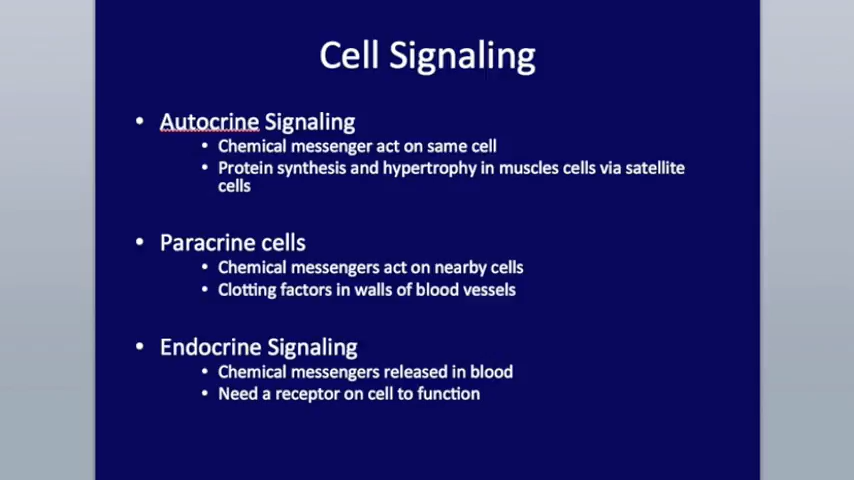 Cell Signaling
• Autocrine Signaling
• Chemical messenger act on same cell
• Protein synthesis and hypertrophy in muscles cells via satellite
cells
• Paracrine cells
• Chemical messengers act on nearby cells
• Clotting factors in walls of blood vessels
• Endocrine Signaling
• Chemical messengers released in blood
• Need a receptor on cell to function